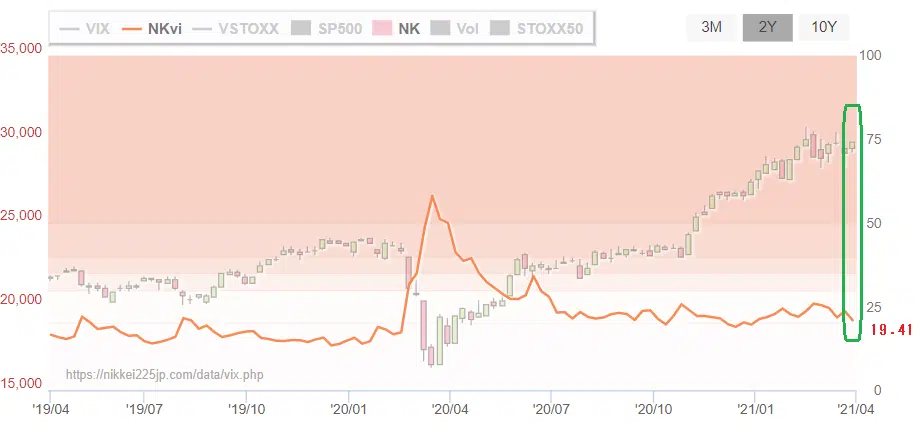 VIX NKvi VSTOXX SP500 NK Vol STOXX50 3M 2Y 10Y
35,000 100
30,000 75
25,000 50
20,000 25
19.41
https://nikkei225jp.com/data/vix.php
15,000 0
'19/04 '19/07 '19/10 '20/01 '20/04 '20/07 '20/10 '21/01 '21/04